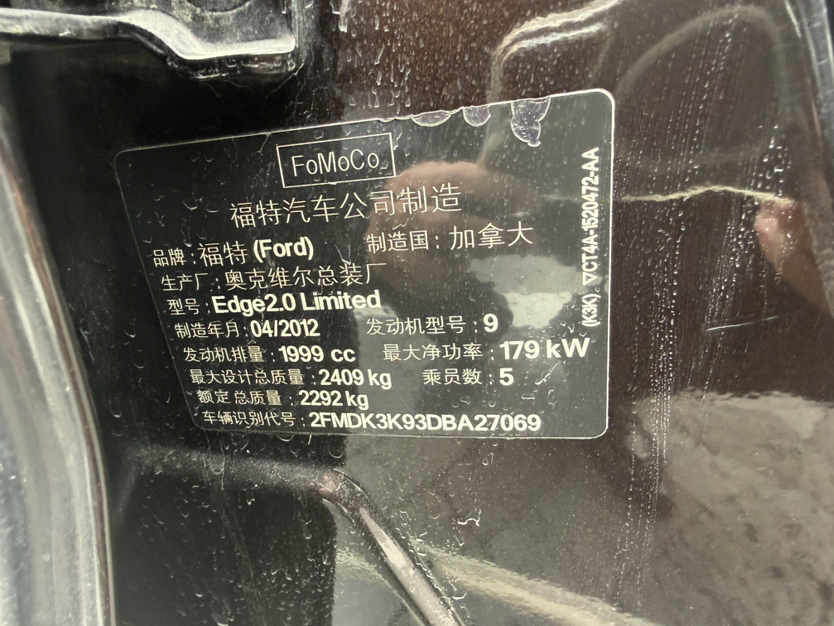 FoMoCo
福特汽车公司制造
品牌：福特 (Ford) 制造国：加拿大
生产厂：奥克维尔总装厂
型号：Edge2.0 Limited
制造年月：04/2012 发动机型号：9
发动机排量：1999 cc 最大净功率：179 kW
最大设计总质量：2409 kg 乘员数：5
额定总质量：2292 kg
车辆识别代号：2FMDK3K93DBA27069
(K3K) ▽CT4A-1520472-AA